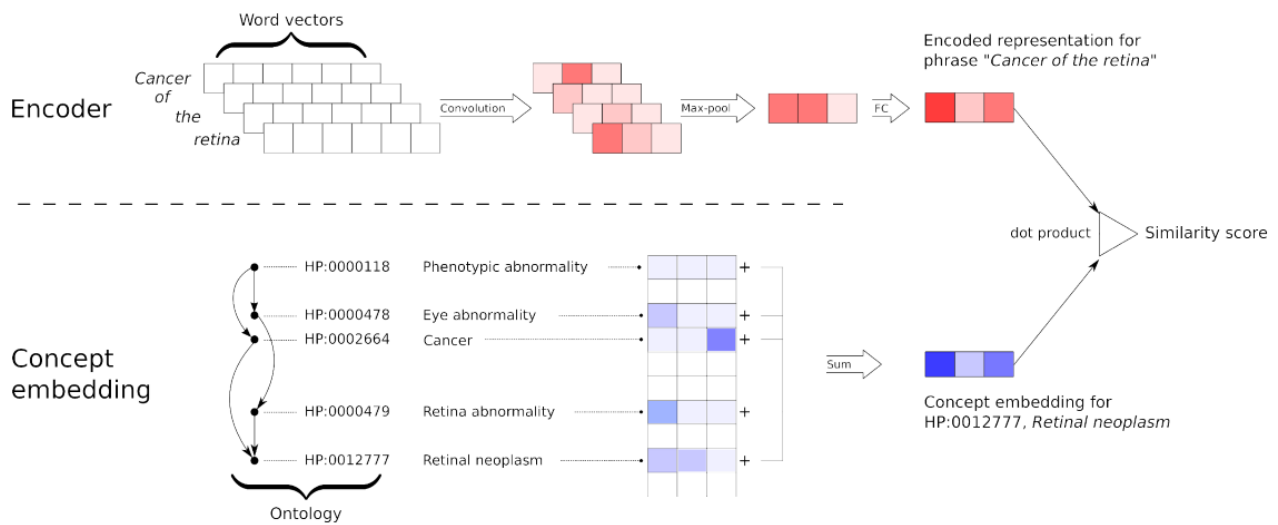 Word vectors
Cancer
of
the
retina
Encoder
Convolution
Max-pool
FC
Encoded representation for
phrase "Cancer of the retina"
dot product
Similarity score
HP:0000118 Phenotypic abnormality +
HP:0000478 Eye abnormality +
HP:0002664 Cancer +
Concept
embedding
Sum
HP:0000479 Retina abnormality +
HP:0012777 Retinal neoplasm +
Concept embedding for
HP:0012777, Retinal neoplasm
Ontology